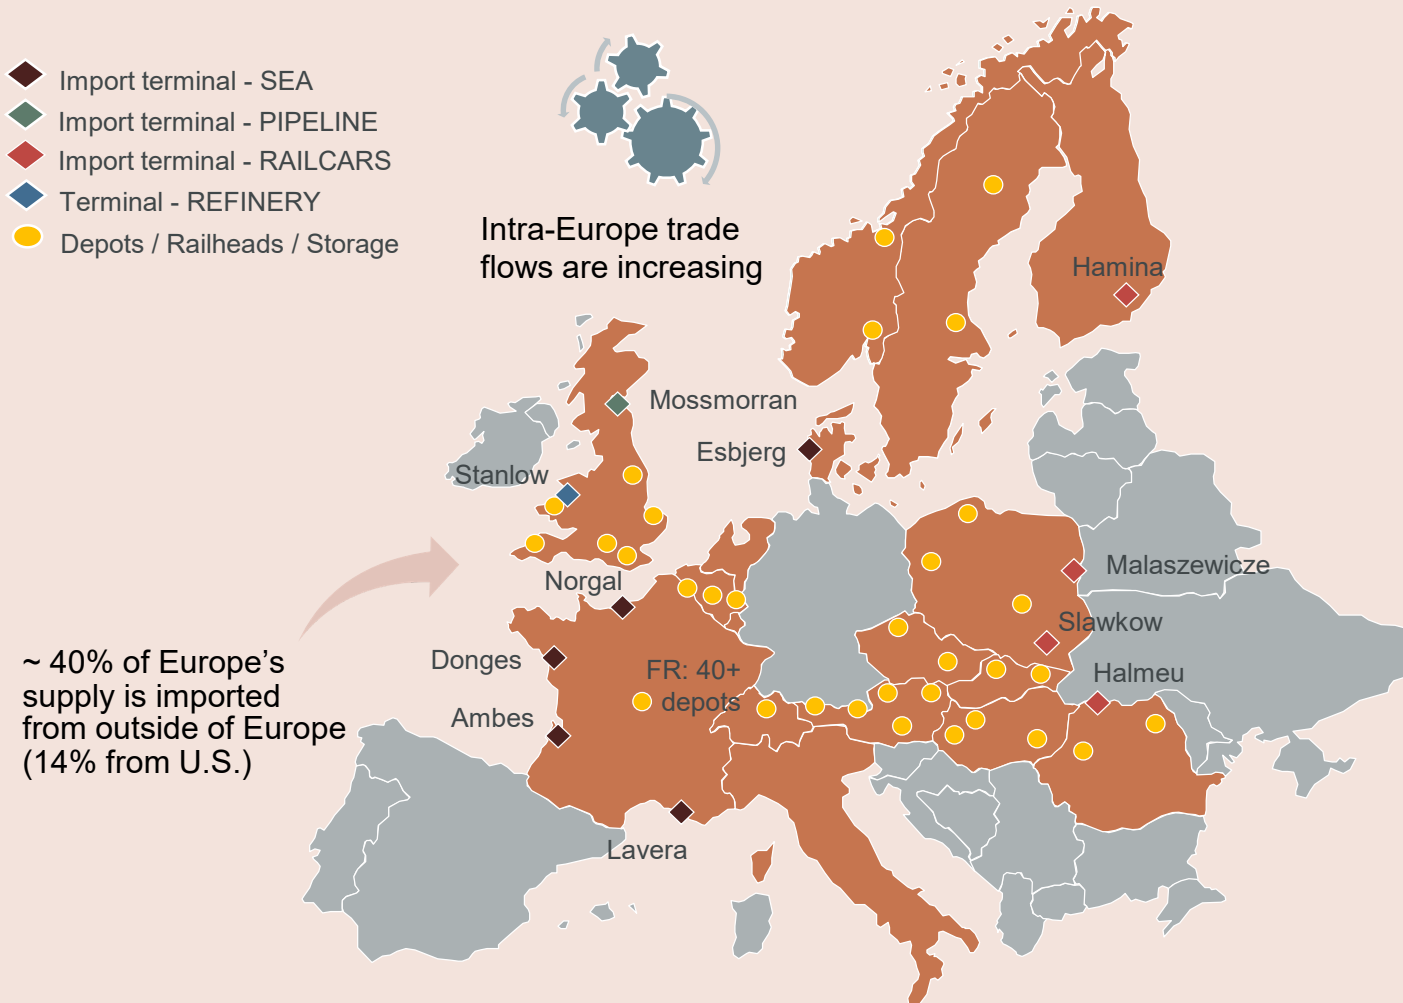 Import terminal - SEA
Import terminal - PIPELINE
Import terminal - RAILCARS
Terminal - REFINERY
Depots / Railheads / Storage
Intra-Europe trade
flows are increasing
Hamina
Mossmorran
Esbjerg
Stanlow
Malaszewicze
Norgal
Slawkow
~ 40% of Europe’s
supply is imported
from outside of Europe
(14% from U.S.)
Donges
FR: 40+
depots
Halmeu
Ambes
Lavera